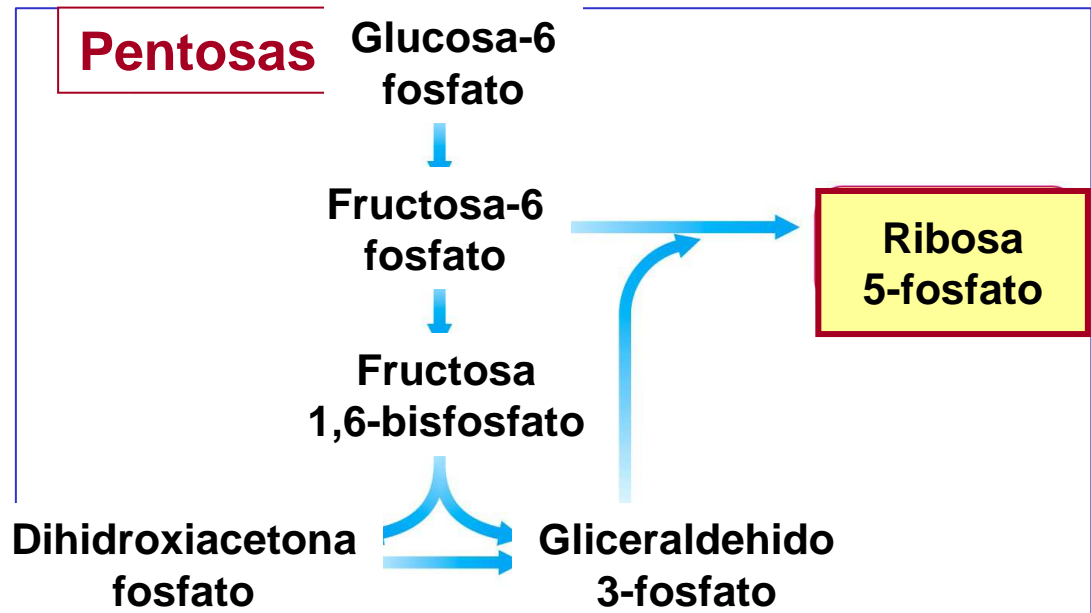 Pentosas
Glucosa-6
fosfato
Fructosa-6
fosfato
Ribosa
5-fosfato
Fructosa
1,6-bisfosfato
Dihidroxiacetona
fosfato
Gliceraldehido
3-fosfato